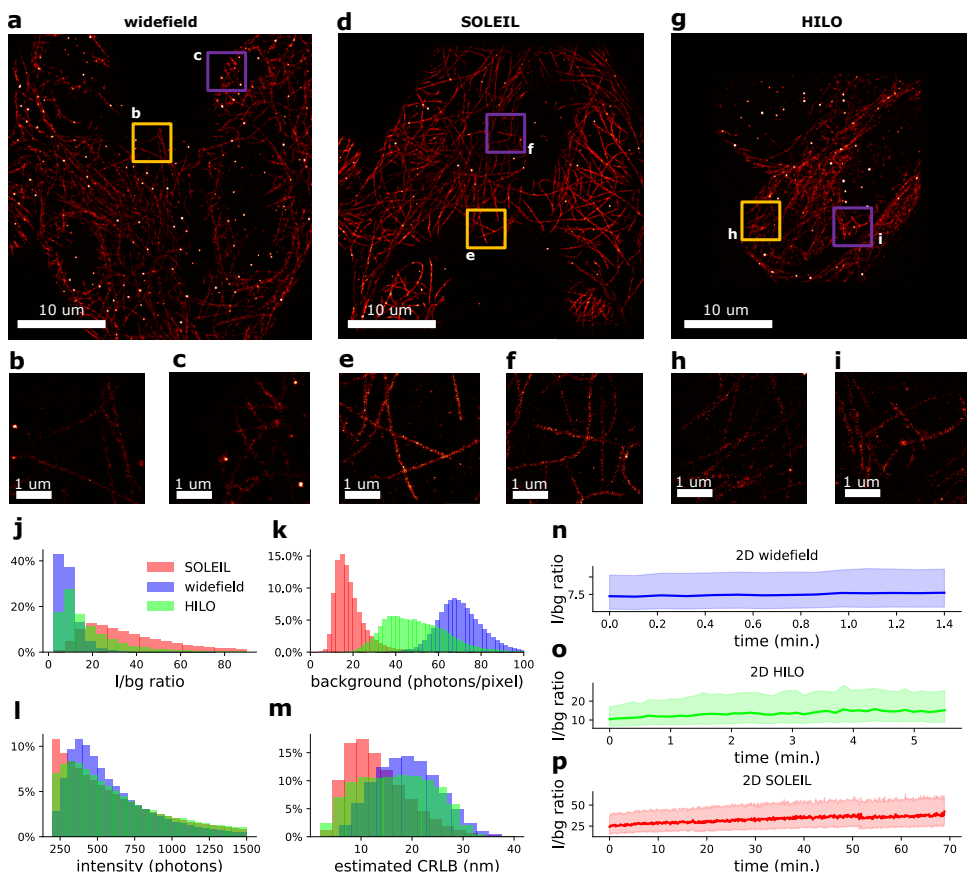 a widefield
d SOLEIL
g HILO
c
b
f
e
h
i
10 um
10 um
10 um
b c e f h i
1 um
1 um
1 um
1 um
1 um
1 um
j
40%
20%
0%
20 40 60 80
I/bg ratio
SOLEIL
widefield
HILO
k
15.0%
10.0%
5.0%
0.0%
0 20 40 60 80 100
background (photons/pixel)
n
2D widefield
I/bg ratio
7.5
0.0 0.2 0.4 0.6 0.8 1.0 1.2 1.4
time (min.)
o
2D HILO
I/bg ratio
20
10
0 1 2 3 4 5
time (min.)
l
10%
5%
0%
250 500 750 1000 1250 1500
intensity (photons)
m
15%
10%
5%
0%
0 10 20 30 40
estimated CRLB (nm)
p
2D SOLEIL
I/bg ratio
50
25
0 10 20 30 40 50 60 70
time (min.)